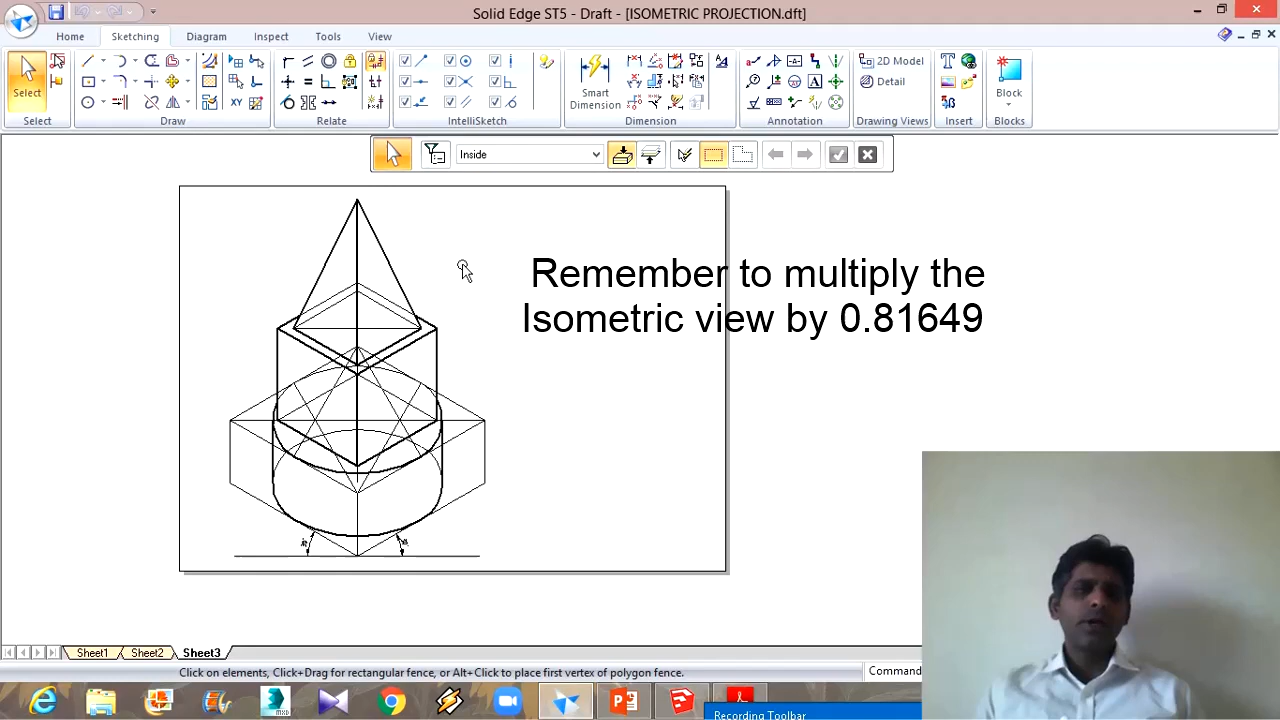 Solid Edge ST5 - Draft - [ISOMETRIC PROJECTION.dft]
Home Sketching Diagram Inspect Tools View
2D Model
Detail
XY
Select
Smart
Dimension
Block
Select Draw Relate IntelliSketch Dimension Annotation Drawing Views Insert Blocks
Inside
Remember to multiply the
Isometric view by 0.81649
Sheet1 Sheet2 Sheet3
Click on elements, Click+Drag for rectangular fence, or Alt+Click to place first vertex of polygon fence.
Command
Recording Toolbar